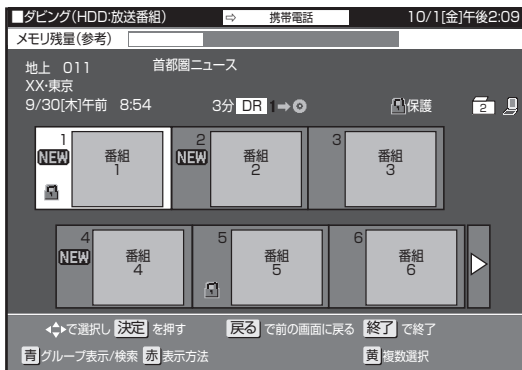 ■ダビング(HDD:放送番組) ⇨ 携帯電話 10/1[金]午後2:09
メモリ残量(参考)
地上 011 首都圏ニュース
XX・東京
9/30[木]午前 8:54 3分 DR 1➡ 保護 2
1 NEW 番組 1
2 NEW 番組 2
3 番組 3
4 NEW 番組 4
5 番組 5
6 番組 6
で選択し 決定 を押す 戻る で前の画面に戻る 終了 で終了
青 グループ表示/検索 赤 表示方法 黄 複数選択